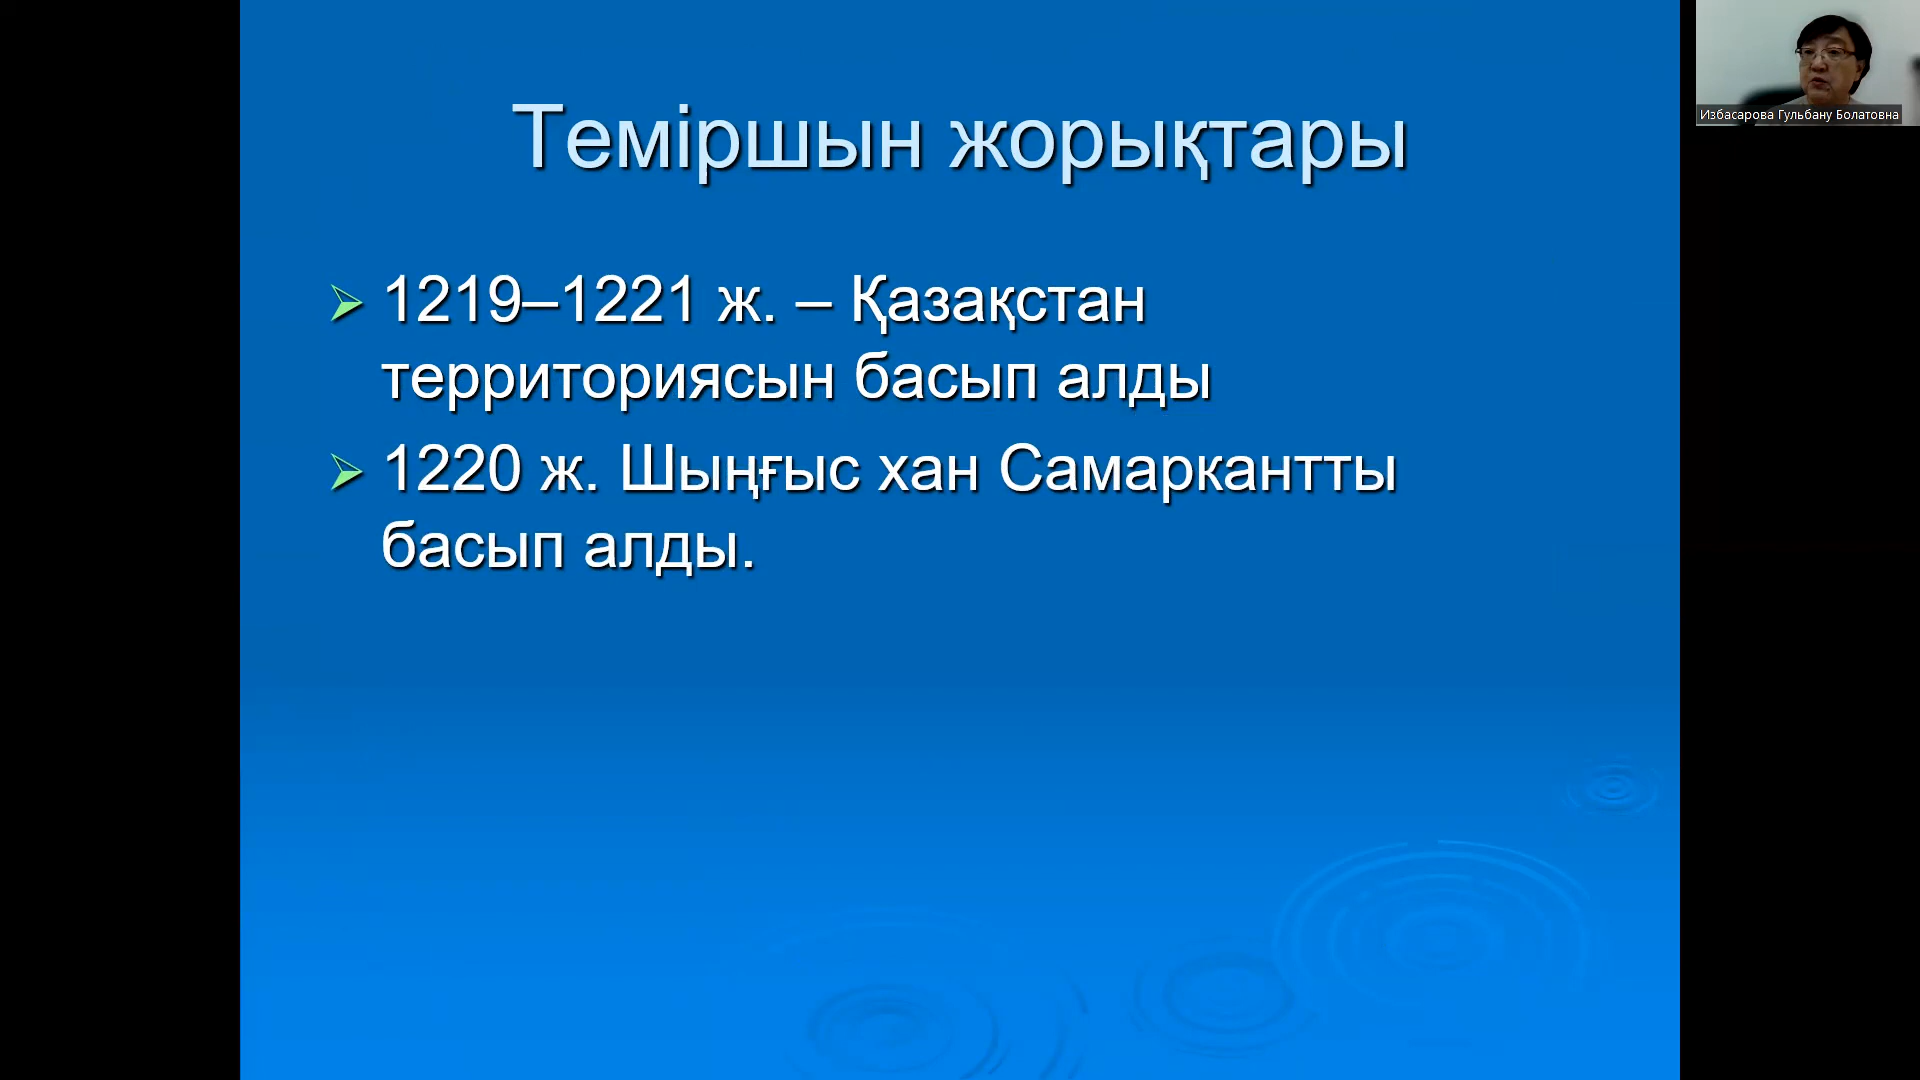 Теміршын жорықтары
1219–1221 ж. – Қазақстан
территориясын басып алды
1220 ж. Шыңғыс хан Самаркантты
басып алды.
Избасарова Гульбану Болатовна